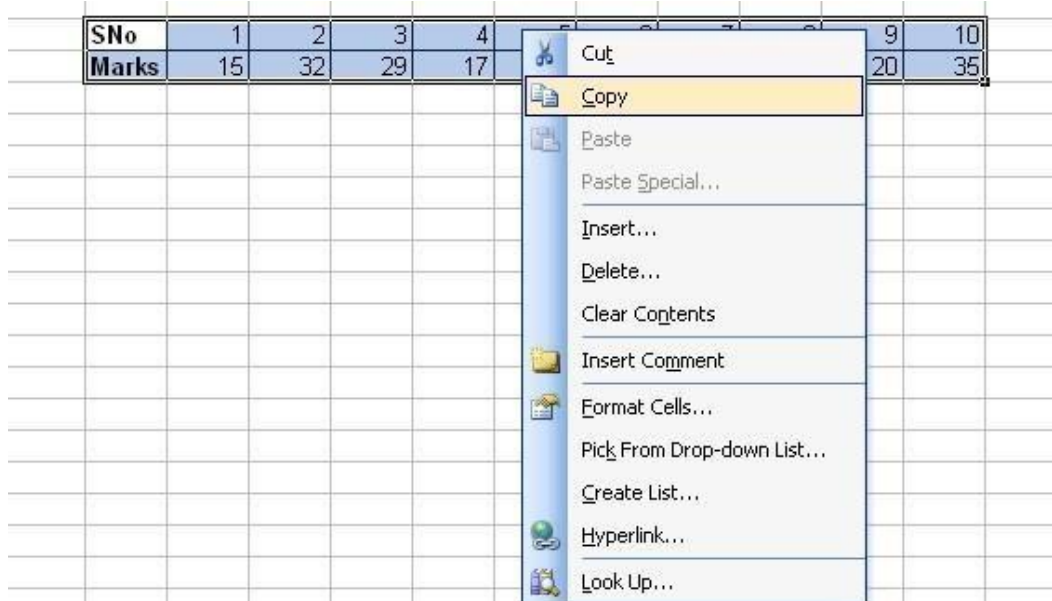 SNo 1 2 3 4 9 10
Marks 15 32 29 17 20 35
Cut
Copy
Paste
Paste Special...
Insert...
Delete...
Clear Contents
Insert Comment
Format Cells...
Pick From Drop-down List...
Create List...
Hyperlink...
Look Up...